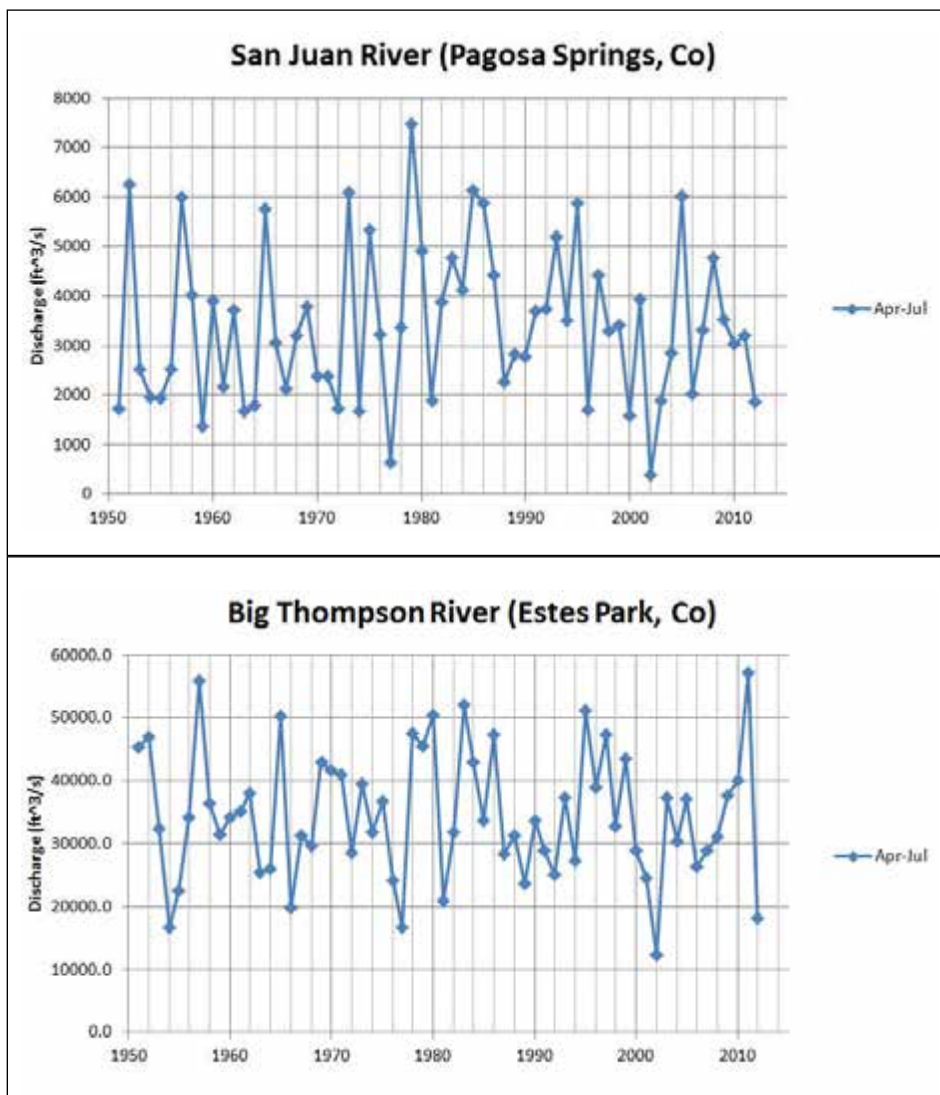 San Juan River (Pagosa Springs, Co)
8000
7000
6000
5000
4000
3000
2000
1000
0
Discharge (ft^3/s)
1950 1960 1970 1980 1990 2000 2010
Apr-Jul
Big Thompson River (Estes Park, Co)
60000.0
50000.0
40000.0
30000.0
20000.0
10000.0
0.0
Discharge (ft^3/s)
1950 1960 1970 1980 1990 2000 2010
Apr-Jul